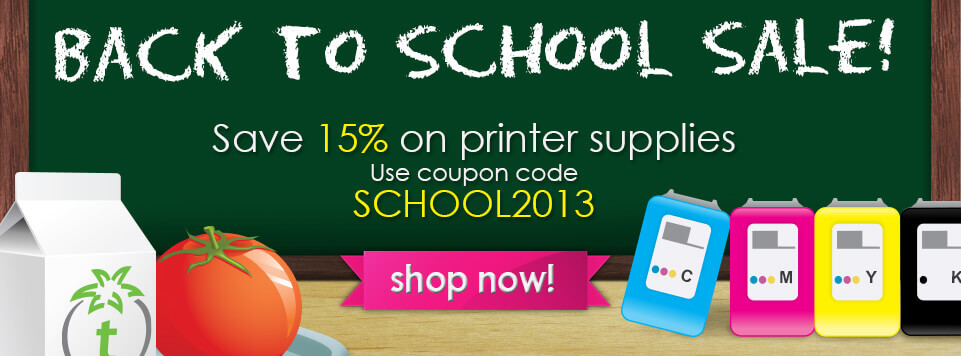 BACK TO SCHOOL SALE!
Save 15% on printer supplies
Use coupon code
SCHOOL2013
shop now!
t
C
M
Y
K